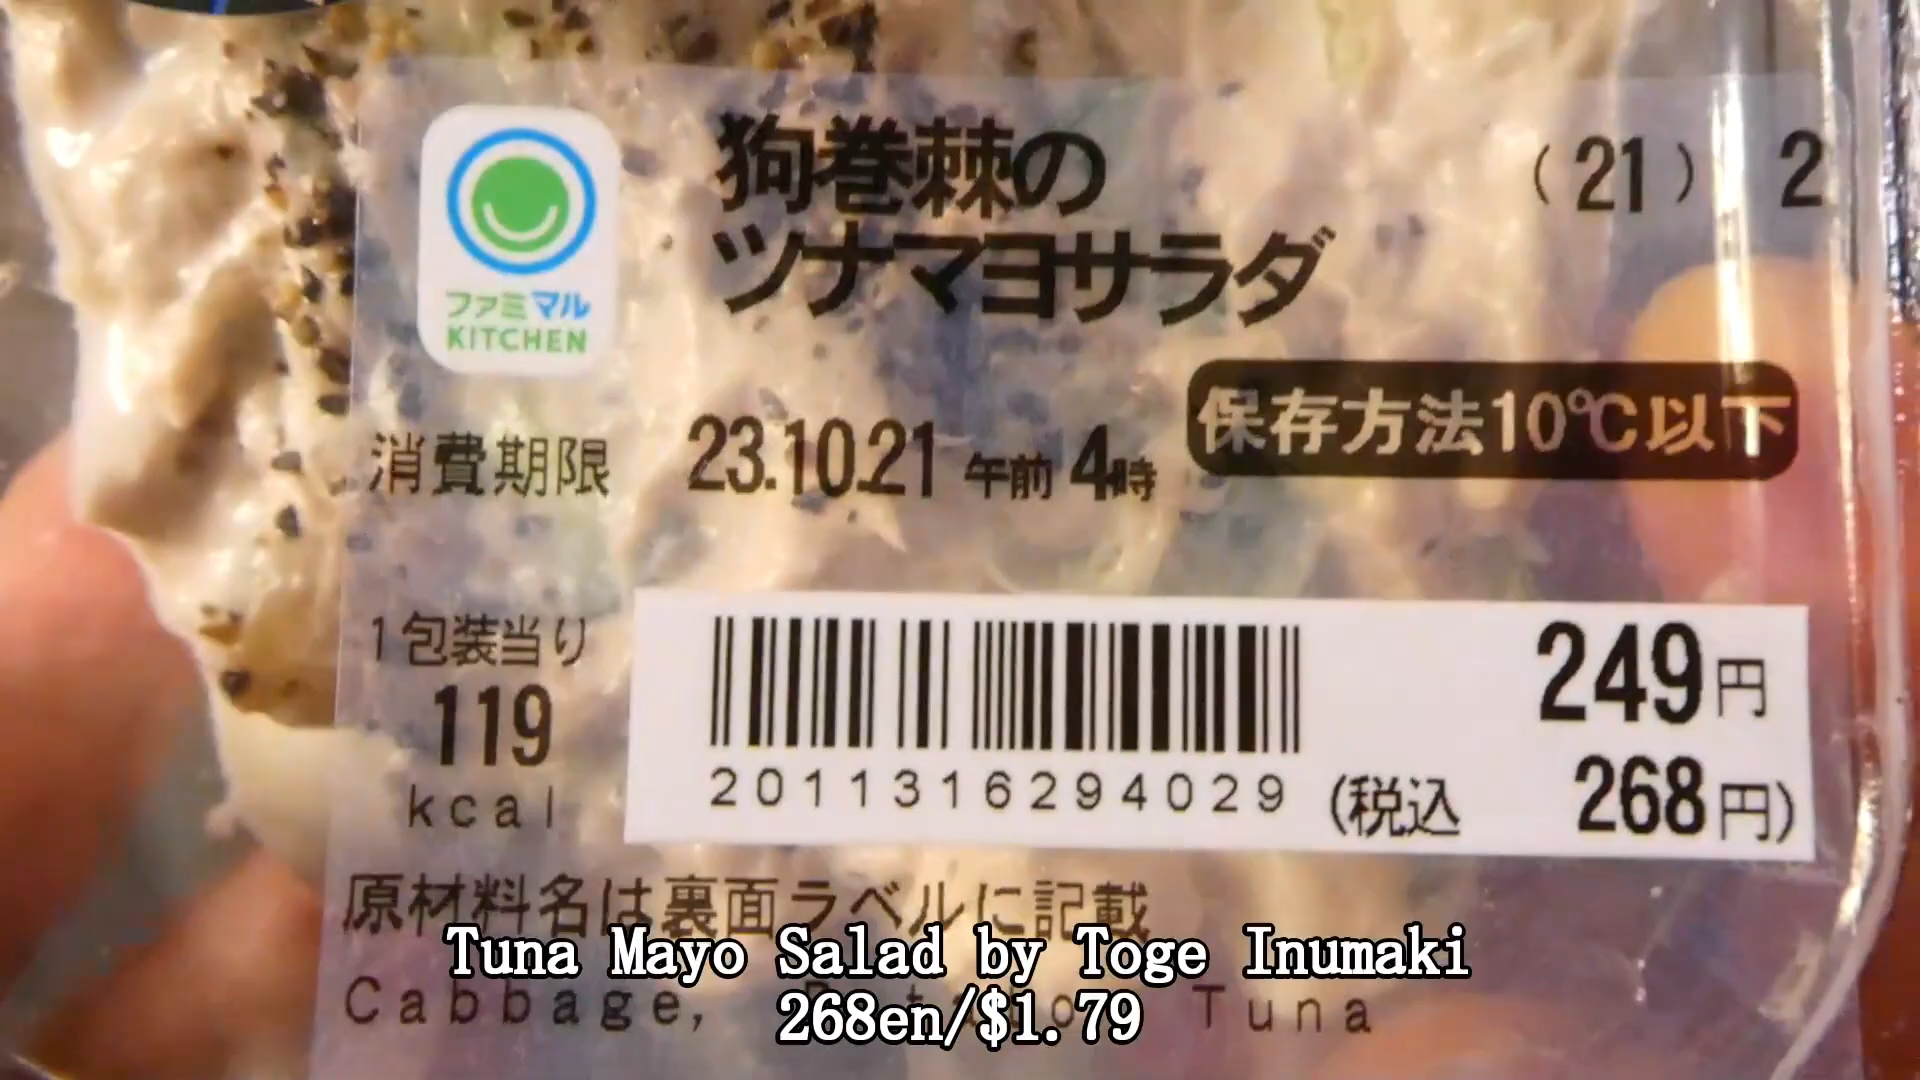 狗巻棘の
ツナマヨサラダ
(21) 2
ファミマル
KITCHEN
保存方法10℃以下
消費期限 23.10.21 午前 4時
1包装当り
119
kcal
249円
2011316294029 (税込 268円)
原材料名は裏面ラベルに記載
Tuna Mayo Salad by Toge Inumaki
Cabbage, Tuna
268en/$1.79